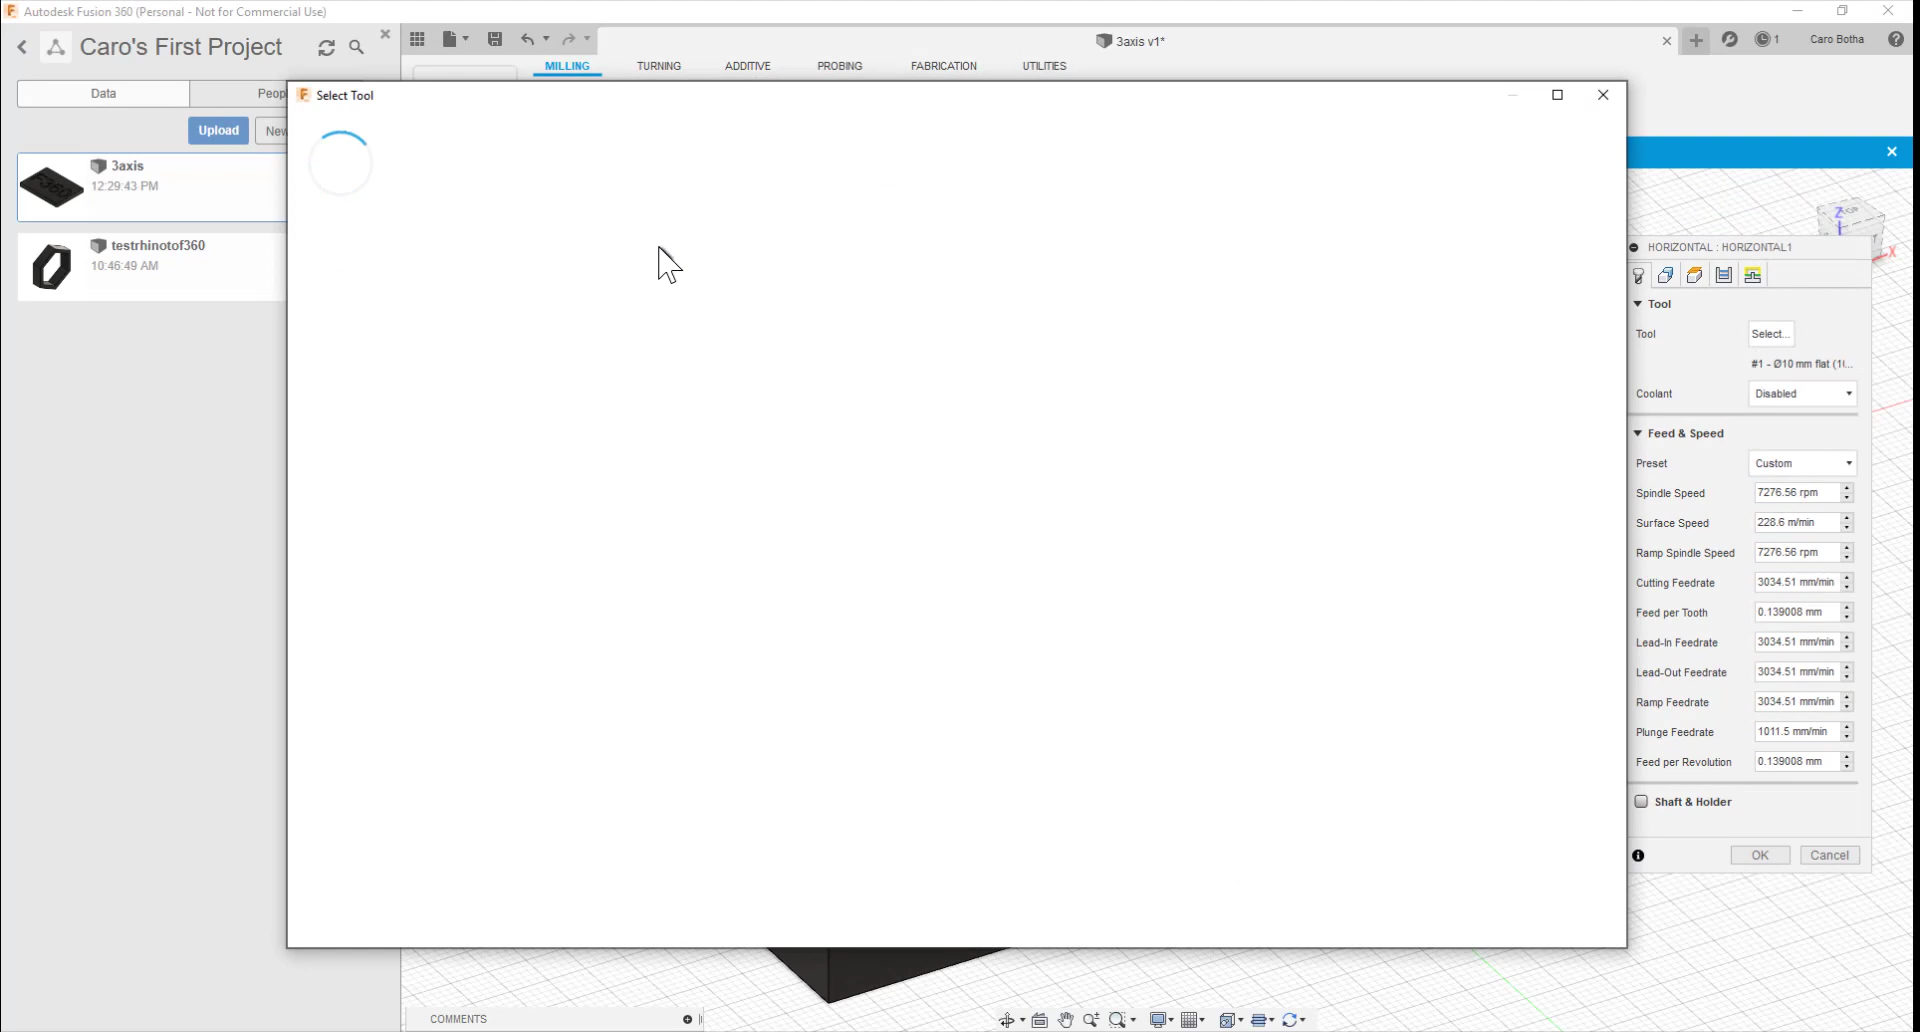 Autodesk Fusion 360 (Personal - Not for Commercial Use)
Caro's First Project
3axis v1*
1
Caro Botha
MILLING
TURNING
ADDITIVE
PROBING
FABRICATION
UTILITIES
Data
Peopl
Upload
New
3axis
12:29:43 PM
testrhinotof360
10:46:49 AM
Select Tool
TOP
Z
X
HORIZONTAL : HORIZONTAL1
Tool
Tool
Select...
#1 - Ø10 mm flat (1(...
Coolant
Disabled
Feed & Speed
Preset
Custom
Spindle Speed
7276.56 rpm
Surface Speed
228.6 m/min
Ramp Spindle Speed
7276.56 rpm
Cutting Feedrate
3034.51 mm/min
Feed per Tooth
0.139008 mm
Lead-In Feedrate
3034.51 mm/min
Lead-Out Feedrate
3034.51 mm/min
Ramp Feedrate
3034.51 mm/min
Plunge Feedrate
1011.5 mm/min
Feed per Revolution
0.139008 mm
Shaft & Holder
OK
Cancel
COMMENTS